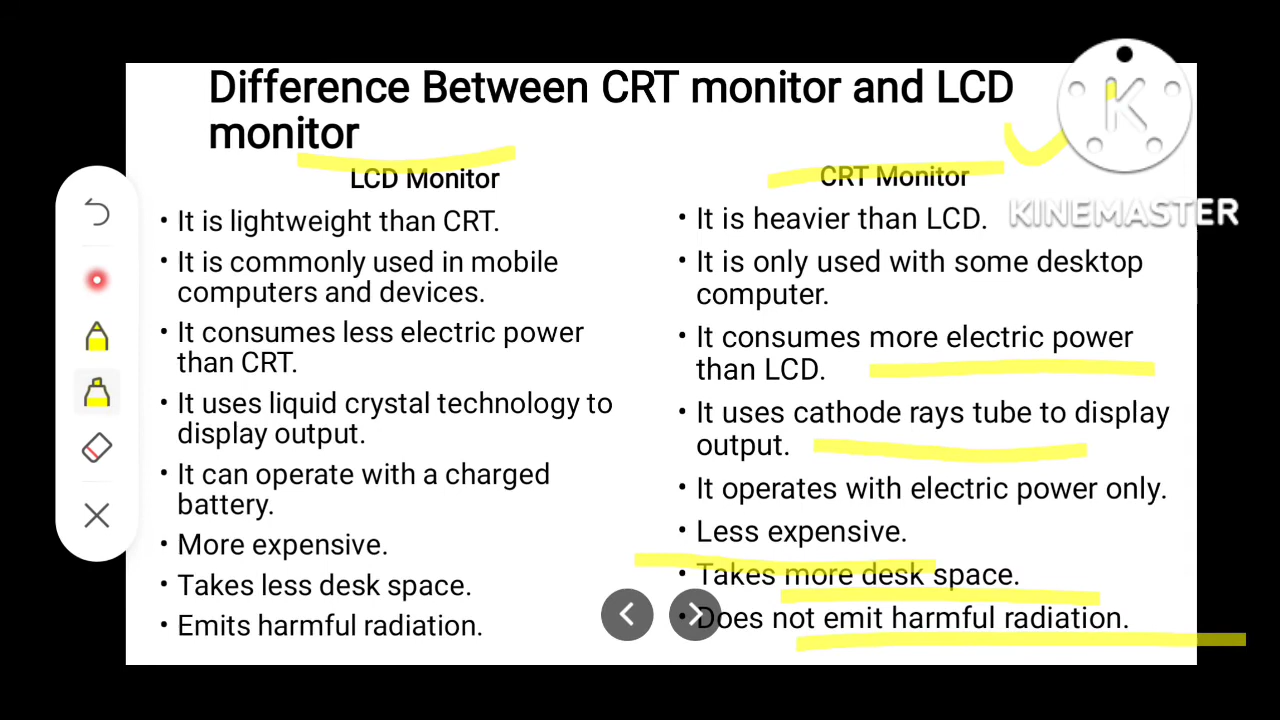 Difference Between CRT monitor and LCD
monitor
LCD Monitor
• It is lightweight than CRT.
• It is commonly used in mobile
computers and devices.
• It consumes less electric power
than CRT.
• It uses liquid crystal technology to
display output.
• It can operate with a charged
battery.
• More expensive.
• Takes less desk space.
• Emits harmful radiation.
CRT Monitor
• It is heavier than LCD.
• It is only used with some desktop
computer.
• It consumes more electric power
than LCD.
• It uses cathode rays tube to display
output.
• It operates with electric power only.
• Less expensive.
• Takes more desk space.
• Does not emit harmful radiation.
K
KINEMASTER